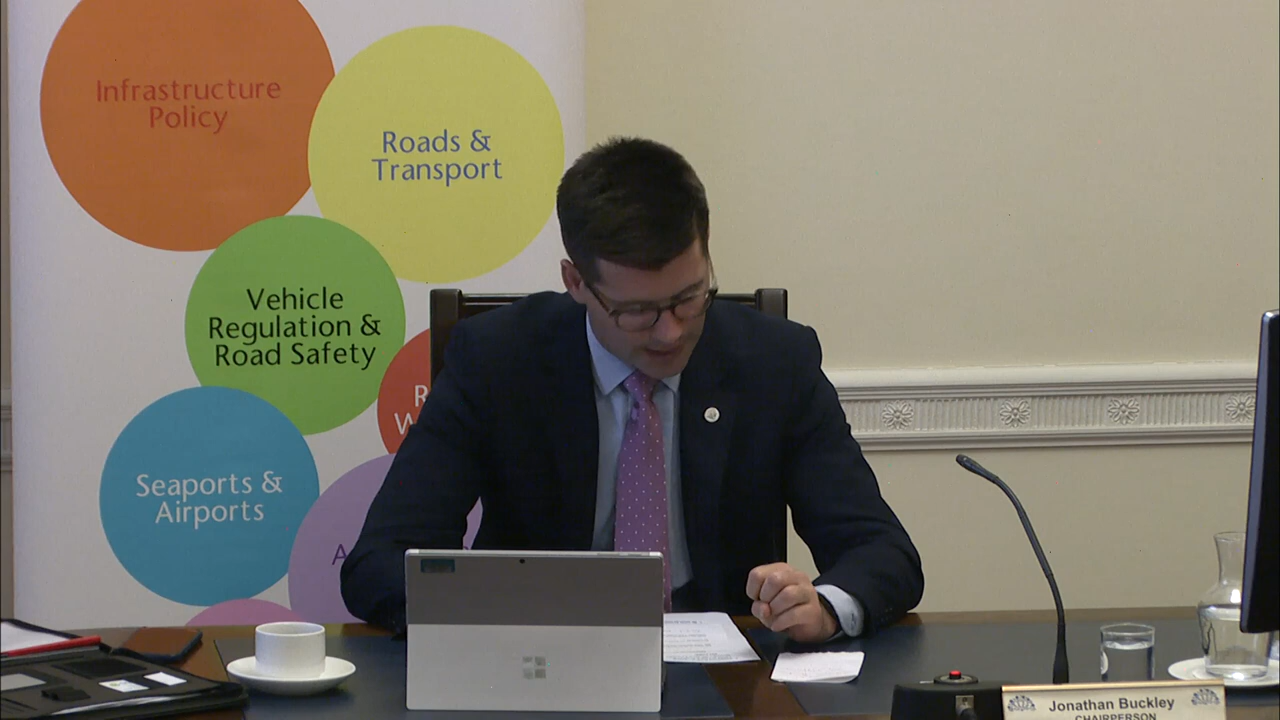 Infrastructure
Policy
Roads &
Transport
Vehicle
Regulation &
Road Safety
Seaports &
Airports
Jonathan Buckley
CHAIRPERSON